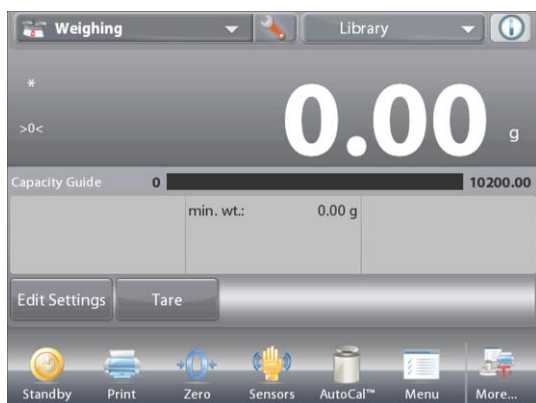 Weighing Library
*
>0<
0.00 g
Capacity Guide 0 10200.00
min. wt.: 0.00 g
Edit Settings Tare
Standby Print Zero Sensors AutoCal™ Menu More...